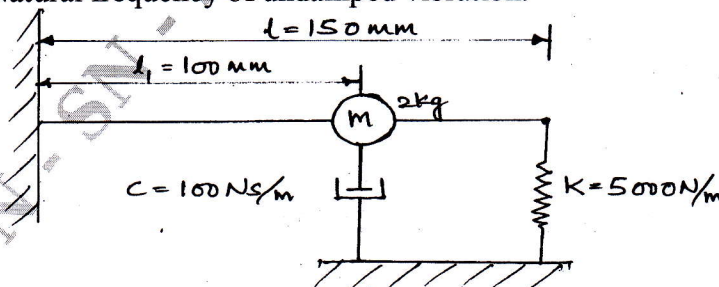 Natural frequency of undamped vibration.
l = 150 mm
l₁ = 100 mm
m
2kg
C = 100 NS/m
K = 5000 N/m